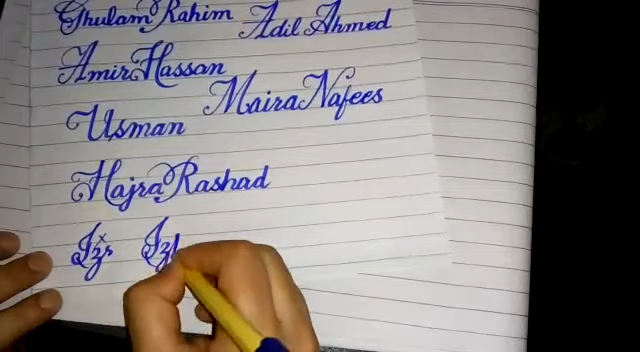 Ghulam Rahim Adil Ahmed
Amir Hassan
Maira Nafees
Usman
Hajra Rashad